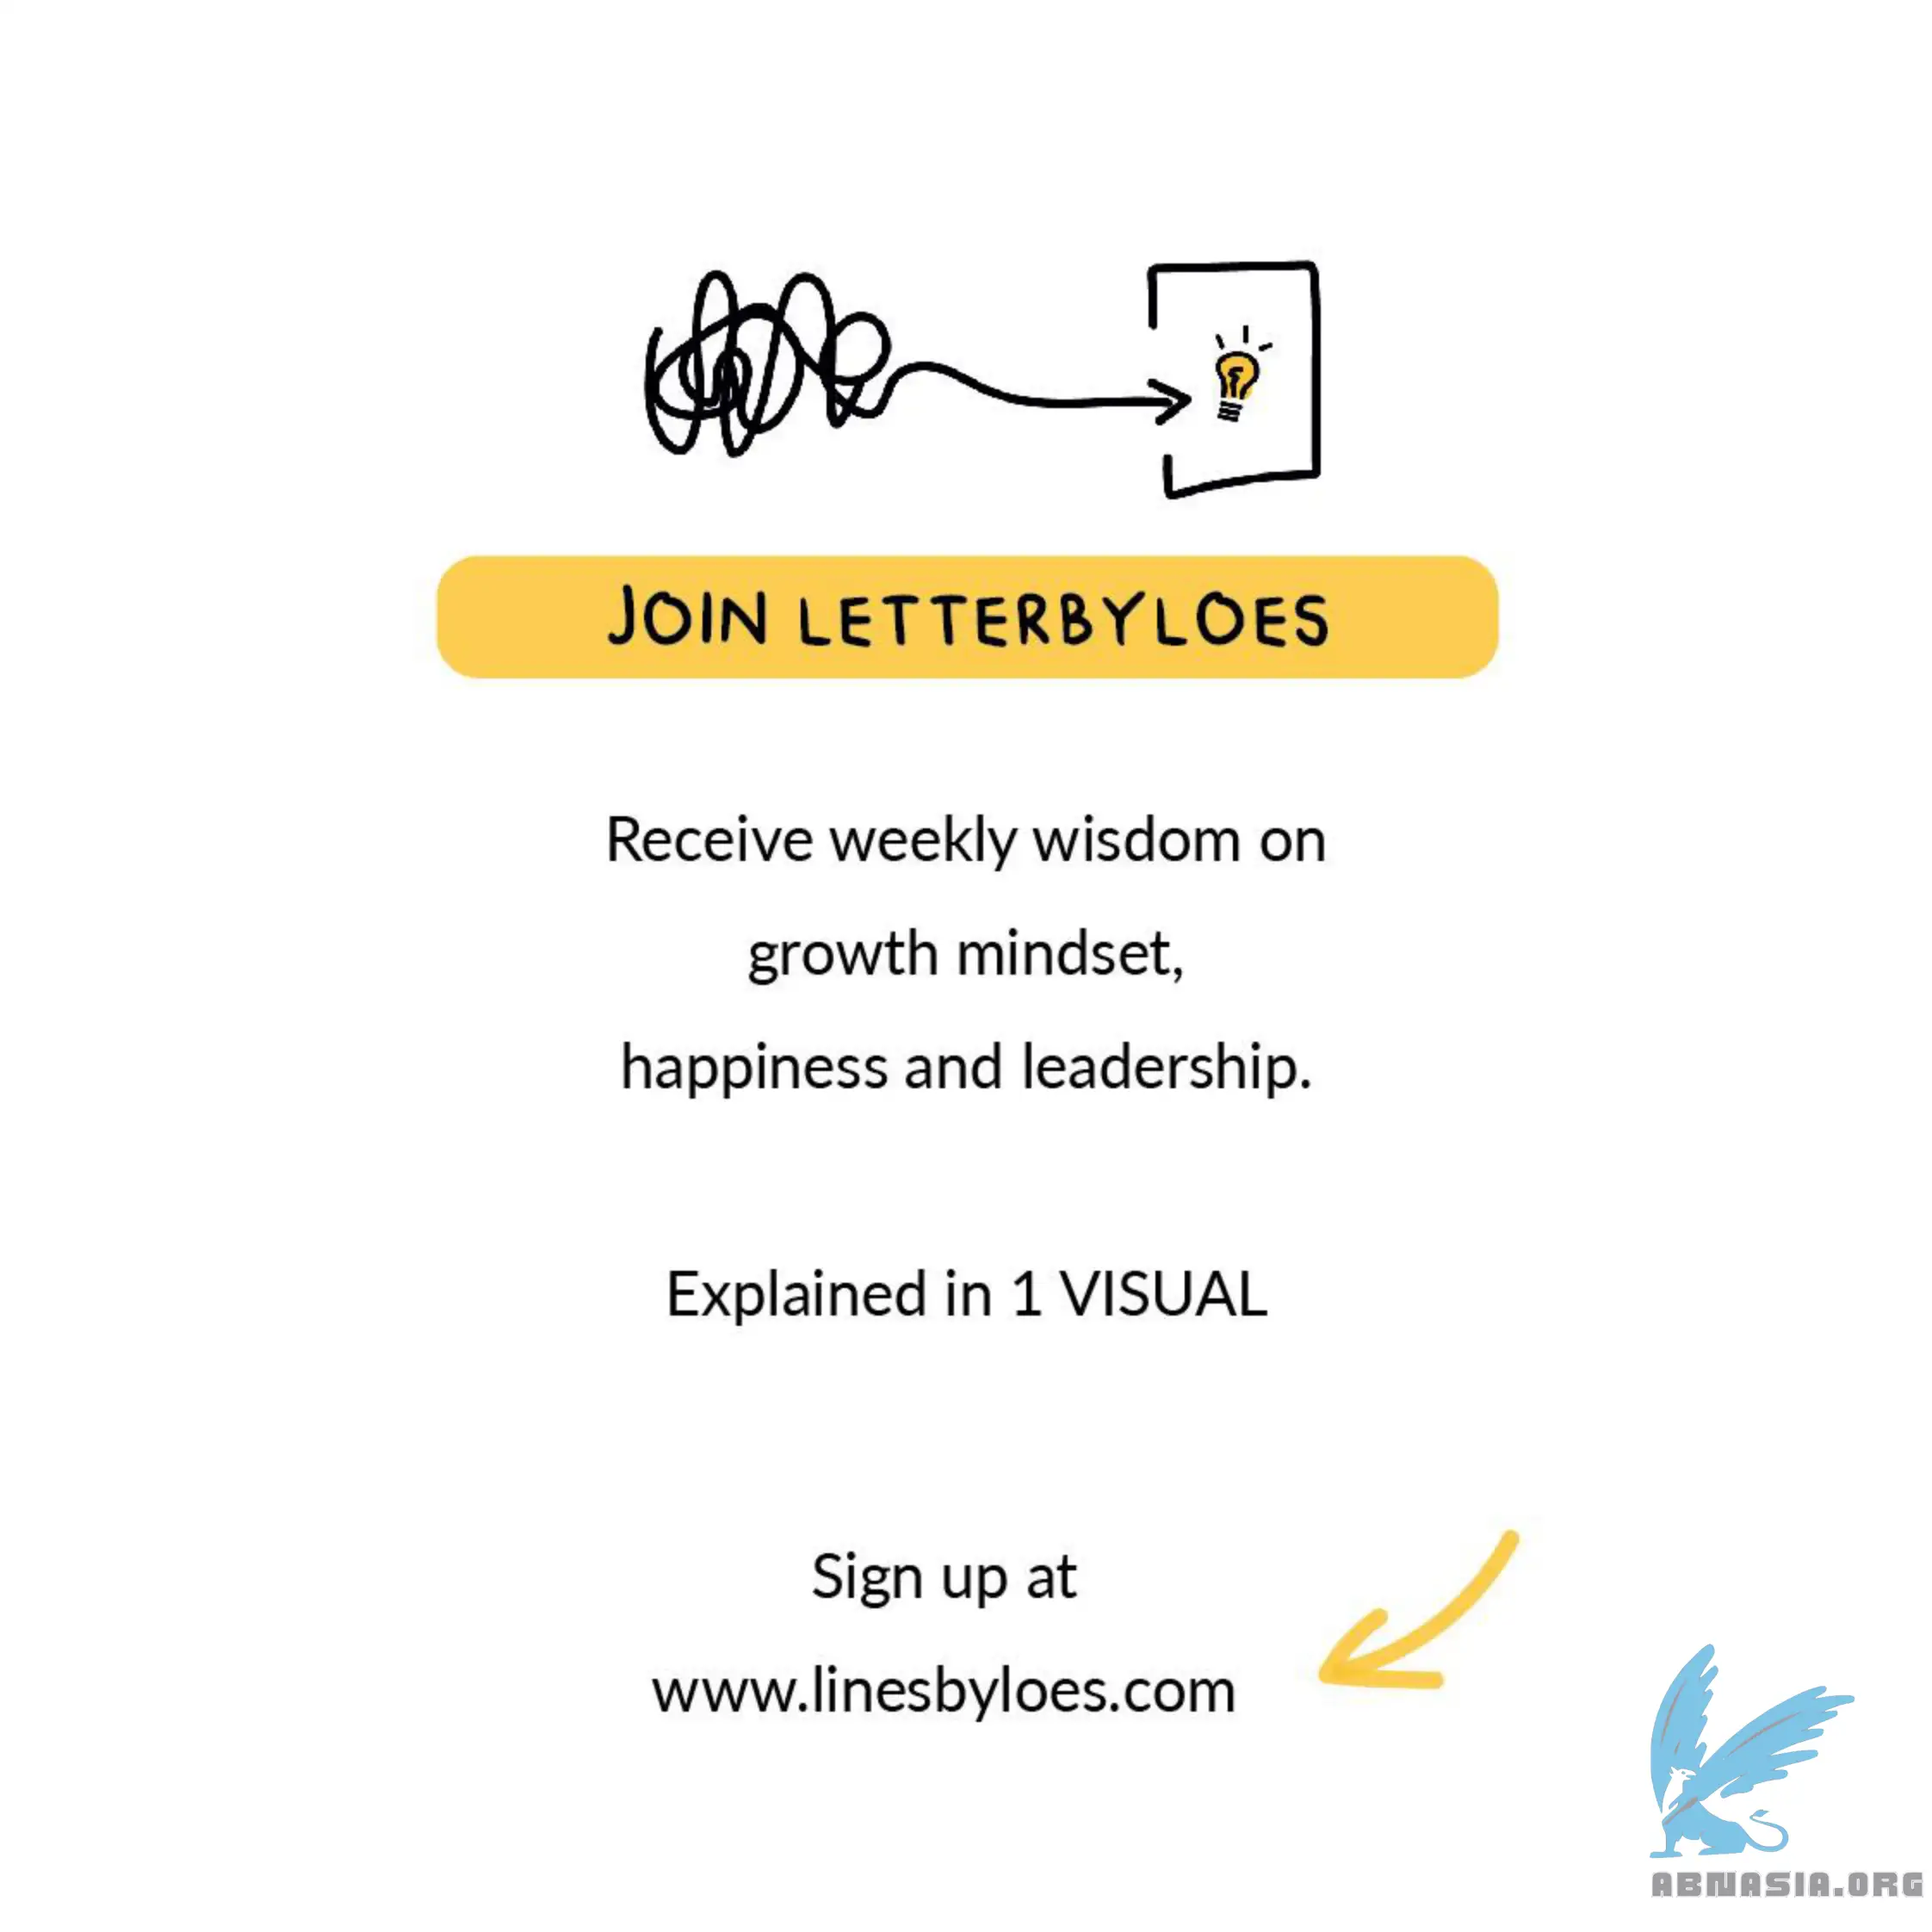 JOIN LETTERBYLOES
Receive weekly wisdom on
growth mindset,
happiness and leadership.
Explained in 1 VISUAL
Sign up at
www.linesbyloes.com
ABNASIA.ORG